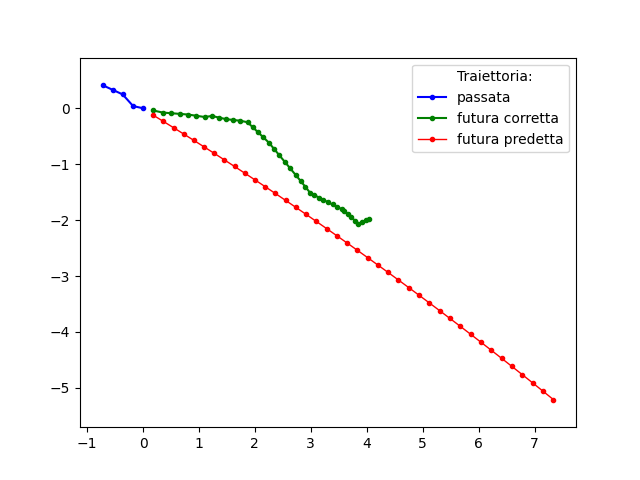 Traiettoria:
passata
futura corretta
futura predetta
0
−1
−2
−3
−4
−5
−1 0 1 2 3 4 5 6 7